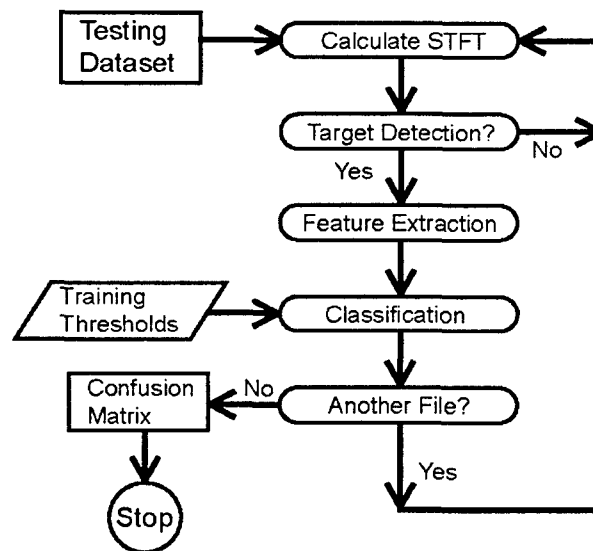 Testing
Dataset
Calculate STFT
Target Detection?
No
Yes
Feature Extraction
Training
Thresholds
Classification
Confusion
Matrix
No
Another File?
Yes
Stop